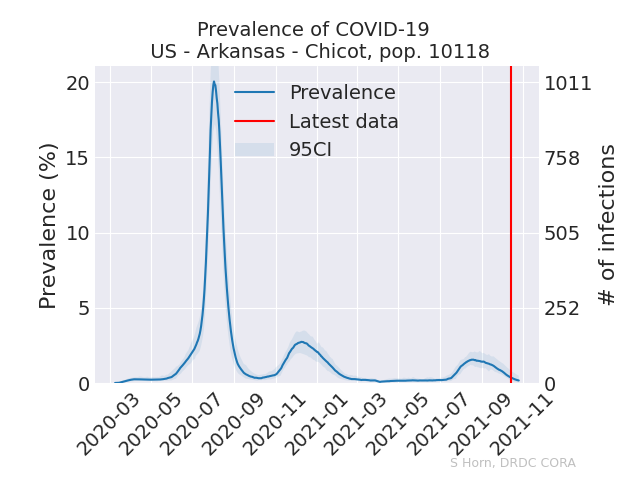 Prevalence of COVID-19
US - Arkansas - Chicot, pop. 10118
Prevalence
Latest data
95CI
Prevalence (%)
20
15
10
5
0
1011
758
505
252
0
# of infections
2020-03
2020-05
2020-07
2020-09
2020-11
2021-01
2021-03
2021-05
2021-07
2021-09
2021-11
S Horn, DRDC CORA